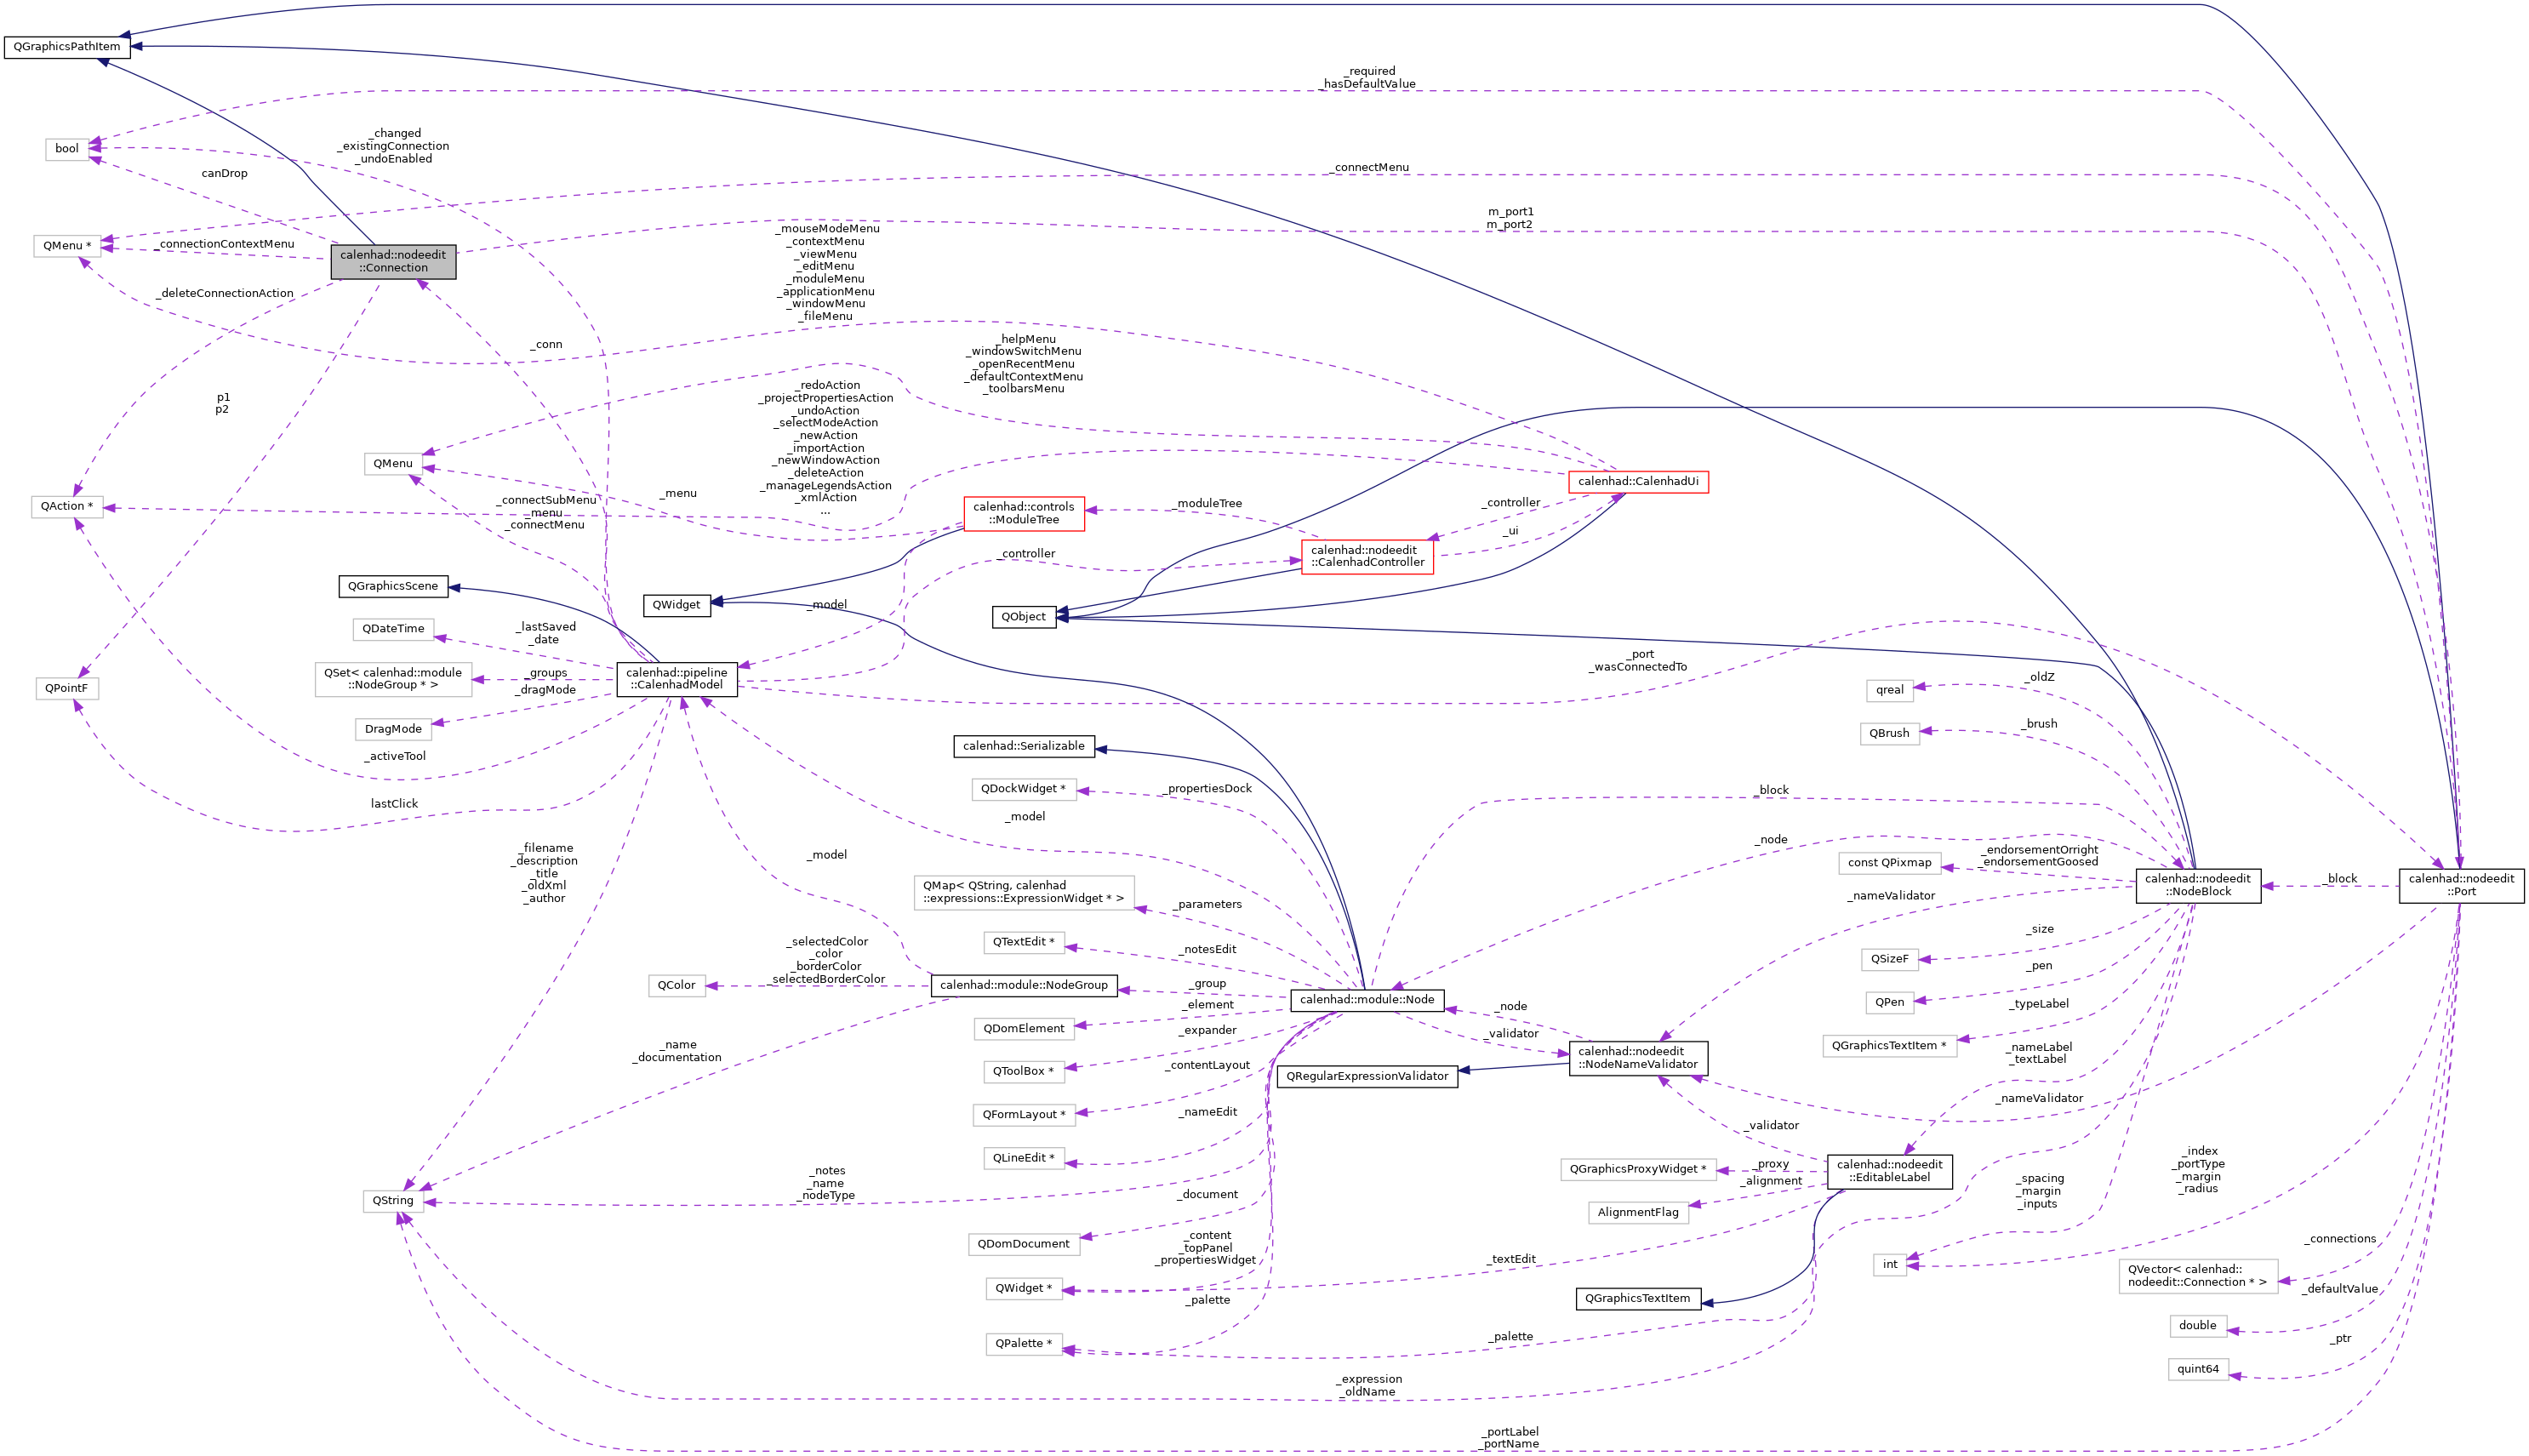 QGraphicsPathItem
_required
_hasDefaultValue
_changed
_existingConnection
_undoEnabled
bool
canDrop
_connectMenu
m_port1
m_port2
QMenu *
_connectionContextMenu
calenhad::nodeedit
::Connection
_mouseModeMenu
_contextMenu
_viewMenu
_editMenu
_moduleMenu
_applicationMenu
_windowMenu
_fileMenu
_deleteConnectionAction
_conn
_helpMenu
_windowSwitchMenu
_openRecentMenu
_defaultContextMenu
_toolbarsMenu
p1
p2
_redoAction
_projectPropertiesAction
_undoAction
_selectModeAction
_newAction
_importAction
_newWindowAction
_deleteAction
_manageLegendsAction
_xmlAction
...
QMenu
_menu
calenhad::CalenhadUi
QAction *
_connectSubMenu
_menu
_connectMenu
calenhad::controls
::ModuleTree
_moduleTree
_controller
_ui
calenhad::nodeedit
::CalenhadController
_controller
QGraphicsScene
QWidget
_model
QObject
QDateTime
_lastSaved
_date
QSet< calenhad::module
::NodeGroup * >
_groups
calenhad::pipeline
::CalenhadModel
_port
_wasConnectedTo
QPointF
_dragMode
DragMode
_activeTool
lastClick
qreal
_oldZ
QBrush
_brush
calenhad::Serializable
QDockWidget *
_propertiesDock
_block
_model
_node
_filename
_description
_title
_oldXml
_author
_model
const QPixmap
_endorsementOrright
_endorsementGoosed
calenhad::nodeedit
::NodeBlock
_block
calenhad::nodeedit
::Port
QMap< QString, calenhad
::expressions::ExpressionWidget * >
_parameters
_nameValidator
QTextEdit *
_notesEdit
QSizeF
_size
_selectedColor
_color
_borderColor
_selectedBorderColor
QColor
calenhad::module::NodeGroup
_group
calenhad::module::Node
_pen
QPen
_element
QDomElement
_node
_typeLabel
_name
_documentation
_expander
_validator
QGraphicsTextItem *
_nameLabel
_textLabel
QToolBox *
_contentLayout
QRegularExpressionValidator
calenhad::nodeedit
::NodeNameValidator
QFormLayout *
_nameEdit
_nameValidator
_validator
QLineEdit *
QGraphicsProxyWidget *
_proxy
calenhad::nodeedit
::EditableLabel
_alignment
_index
_portType
_margin
_radius
QString
_notes
_name
_nodeType
_document
AlignmentFlag
_spacing
_margin
_inputs
QDomDocument
_content
_topPanel
_propertiesWidget
_textEdit
int
_connections
QVector< calenhad::
nodeedit::Connection * >
QWidget *
_palette
QGraphicsTextItem
_defaultValue
double
QPalette *
_palette
_ptr
quint64
_expression
_oldName
_portLabel
_portName